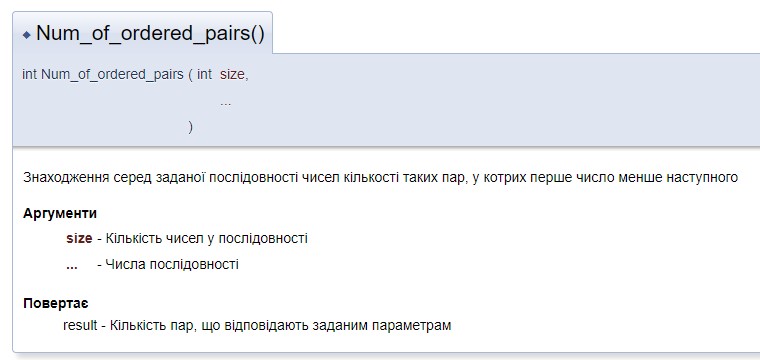 ◆ Num_of_ordered_pairs()
int Num_of_ordered_pairs ( int size,
...
)
Знаходження серед заданої послідовності чисел кількості таких пар, у котрих перше число менше наступного
Аргументи
size - Кількість чисел у послідовності
... - Числа послідовності
Повертає
result - Кількість пар, що відповідають заданим параметрам